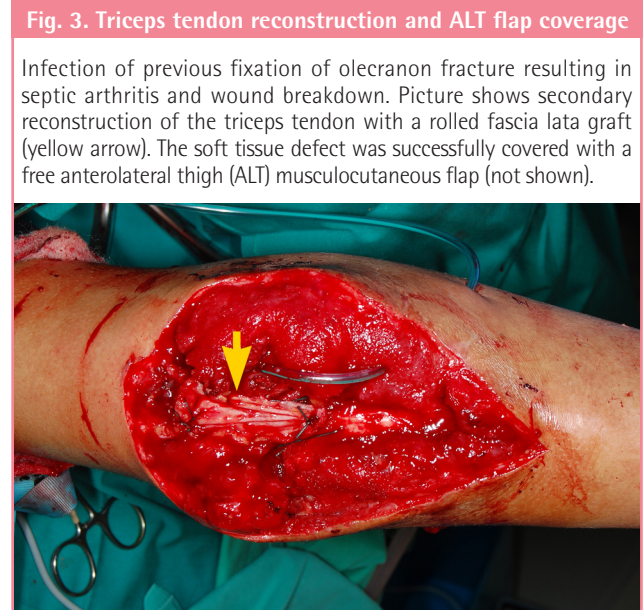 Fig. 3. Triceps tendon reconstruction and ALT flap coverage
Infection of previous fixation of olecranon fracture resulting in
septic arthritis and wound breakdown. Picture shows secondary
reconstruction of the triceps tendon with a rolled fascia lata graft
(yellow arrow). The soft tissue defect was successfully covered with a
free anterolateral thigh (ALT) musculocutaneous flap (not shown).